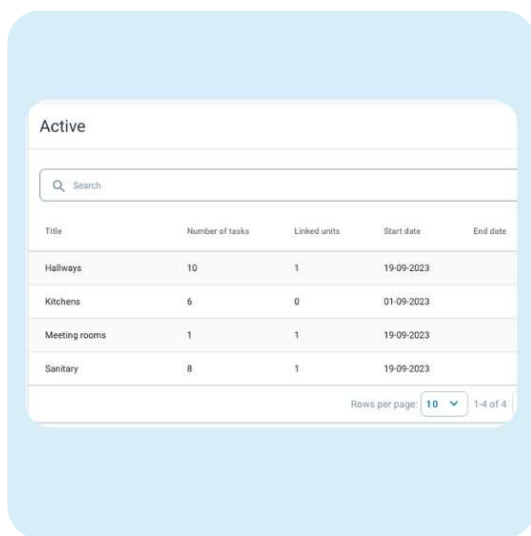 Active
Search
Title Number of tasks Linked units Start date End date
Hallways 10 1 19-09-2023
Kitchens 6 0 01-09-2023
Meeting rooms 1 1 19-09-2023
Sanitary 8 1 19-09-2023
Rows per page: 10 1-4 of 4